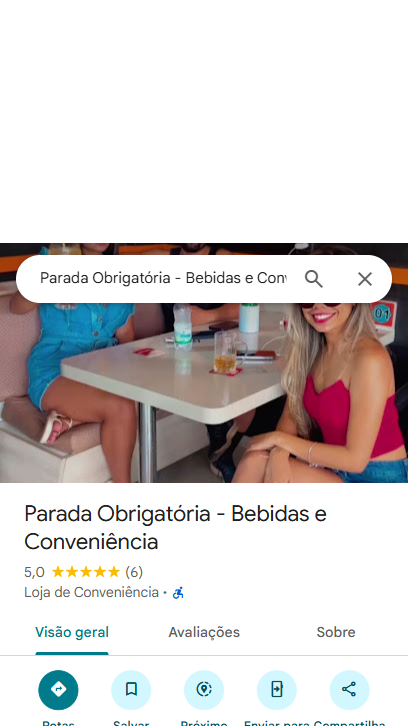 Parada Obrigatória - Bebidas e Con
01
Parada Obrigatória - Bebidas e
Conveniência
5,0 ★★★★★ (6)
Loja de Conveniência ·
Visão geral Avaliações Sobre
Rotas Salvar Próximo Enviar para Compartilha